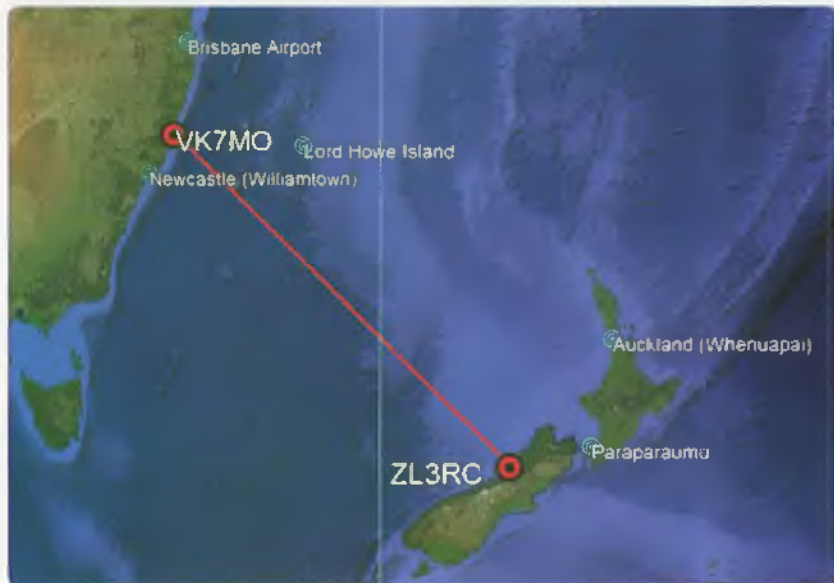 Brisbane Airport
VK7MO
Lord Howe Island
Newcastle (Williamtown)
Auckland (Whenuapai)
Paraparaumu
ZL3RC